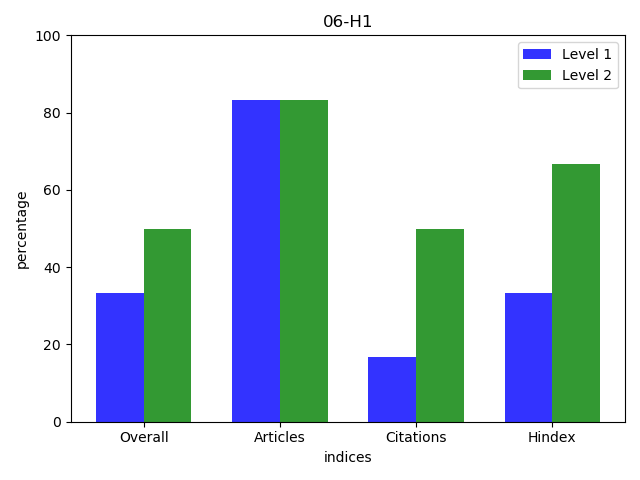 06-H1
Level 1
Level 2
percentage
100
80
60
40
20
0
Overall Articles Citations Hindex
indices